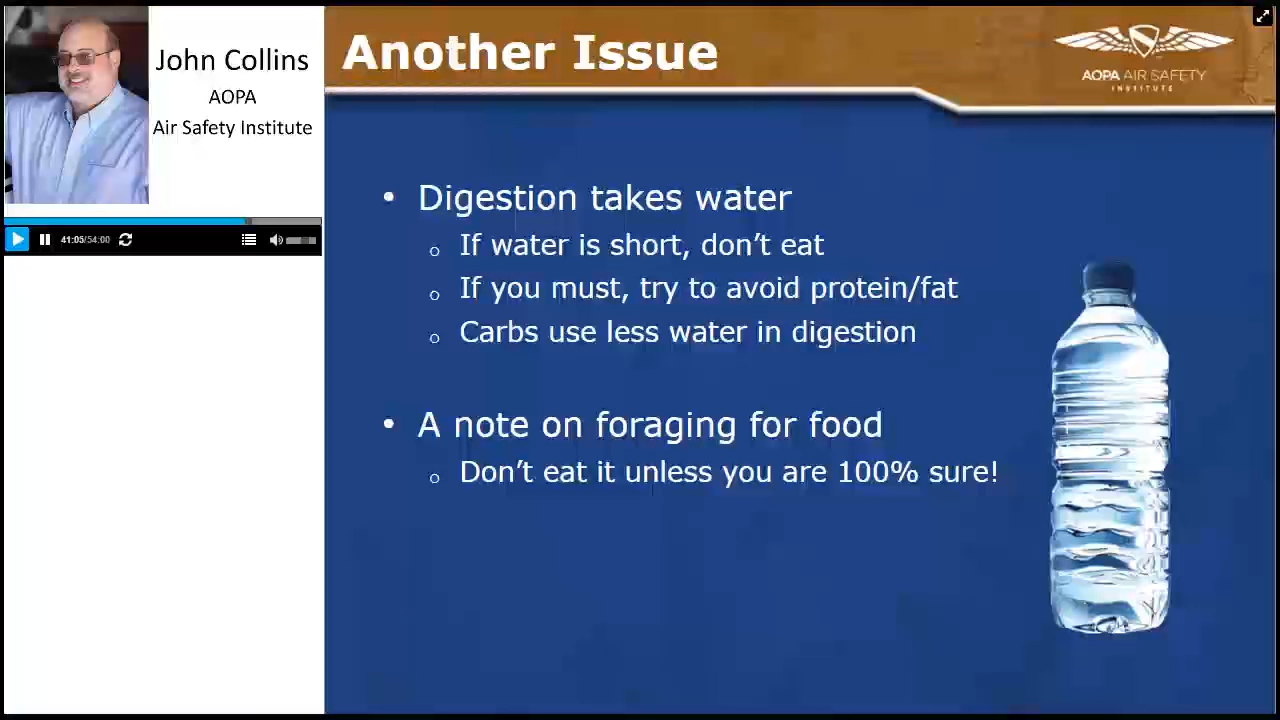 John Collins
AOPA
Air Safety Institute
41:05/54:00
Another Issue
AOPA AIR SAFETY
INSTITUTE
• Digestion takes water
o If water is short, don't eat
o If you must, try to avoid protein/fat
o Carbs use less water in digestion
• A note on foraging for food
o Don't eat it unless you are 100% sure!